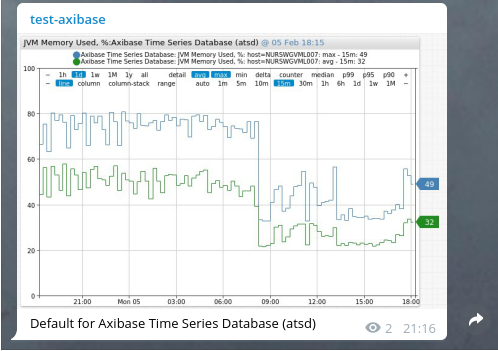 test-axibase
JVM Memory Used, %:Axibase Time Series Database (atsd) @ 05 Feb 18:15
Axibase Time Series Database: JVM Memory Used, %: host=NURSWGVML007: max - 15m: 49
Axibase Time Series Database: JVM Memory Used, %: host=NURSWGVML007: avg - 15m: 32
− 1h 1d 1w 1M 1y all detail avg max min delta counter median p99 p95 p90 +
− line column column-stack range auto 1m 5m 10m 15m 30m 1h 6h 1d 1w 1M −
100
80
60
49
40
32
20
0
21:00 Mon 05 03:00 06:00 09:00 12:00 15:00 18:00
Default for Axibase Time Series Database (atsd)
2 21:16